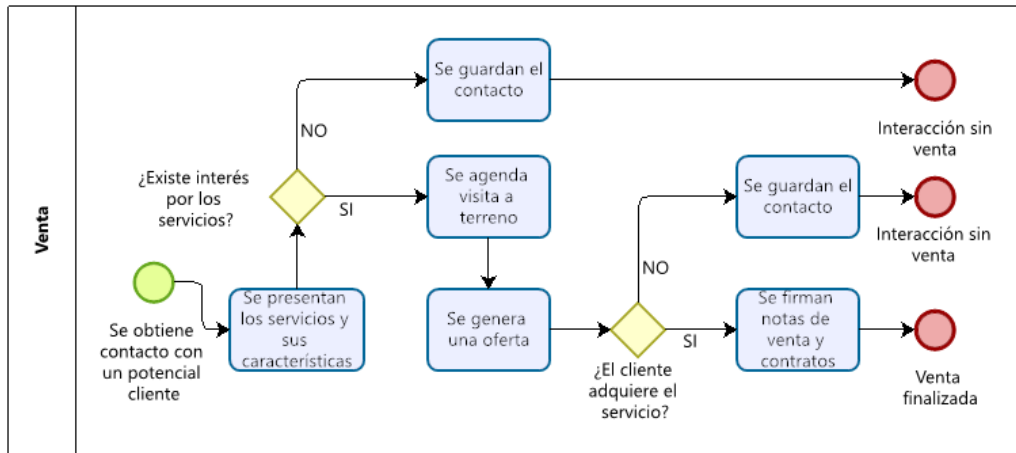 Venta
Se obtiene
contacto con
un potencial
cliente
Se presentan
los servicios y
sus
características
¿Existe interés
por los
servicios?
NO
Se guardan el
contacto
Interacción sin
venta
SI
Se agenda
visita a
terreno
Se genera
una oferta
¿El cliente
adquiere el
servicio?
NO
Se guardan el
contacto
Interacción sin
venta
SI
Se firman
notas de
venta y
contratos
Venta
finalizada